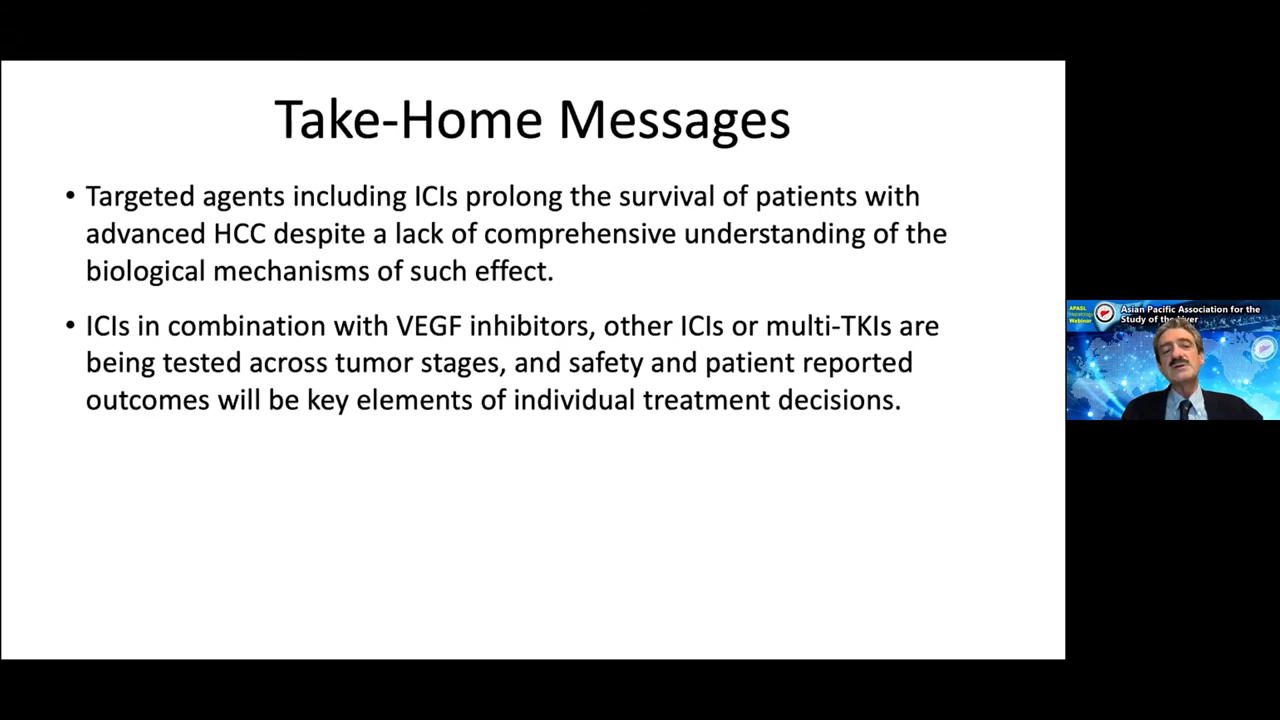 Take-Home Messages
• Targeted agents including ICIs prolong the survival of patients with
advanced HCC despite a lack of comprehensive understanding of the
biological mechanisms of such effect.
• ICIs in combination with VEGF inhibitors, other ICIs or multi-TKIs are
being tested across tumor stages, and safety and patient reported
outcomes will be key elements of individual treatment decisions.
APASL
Hepatology
Webinar
Asian Pacific Association for the
Study of the Liver